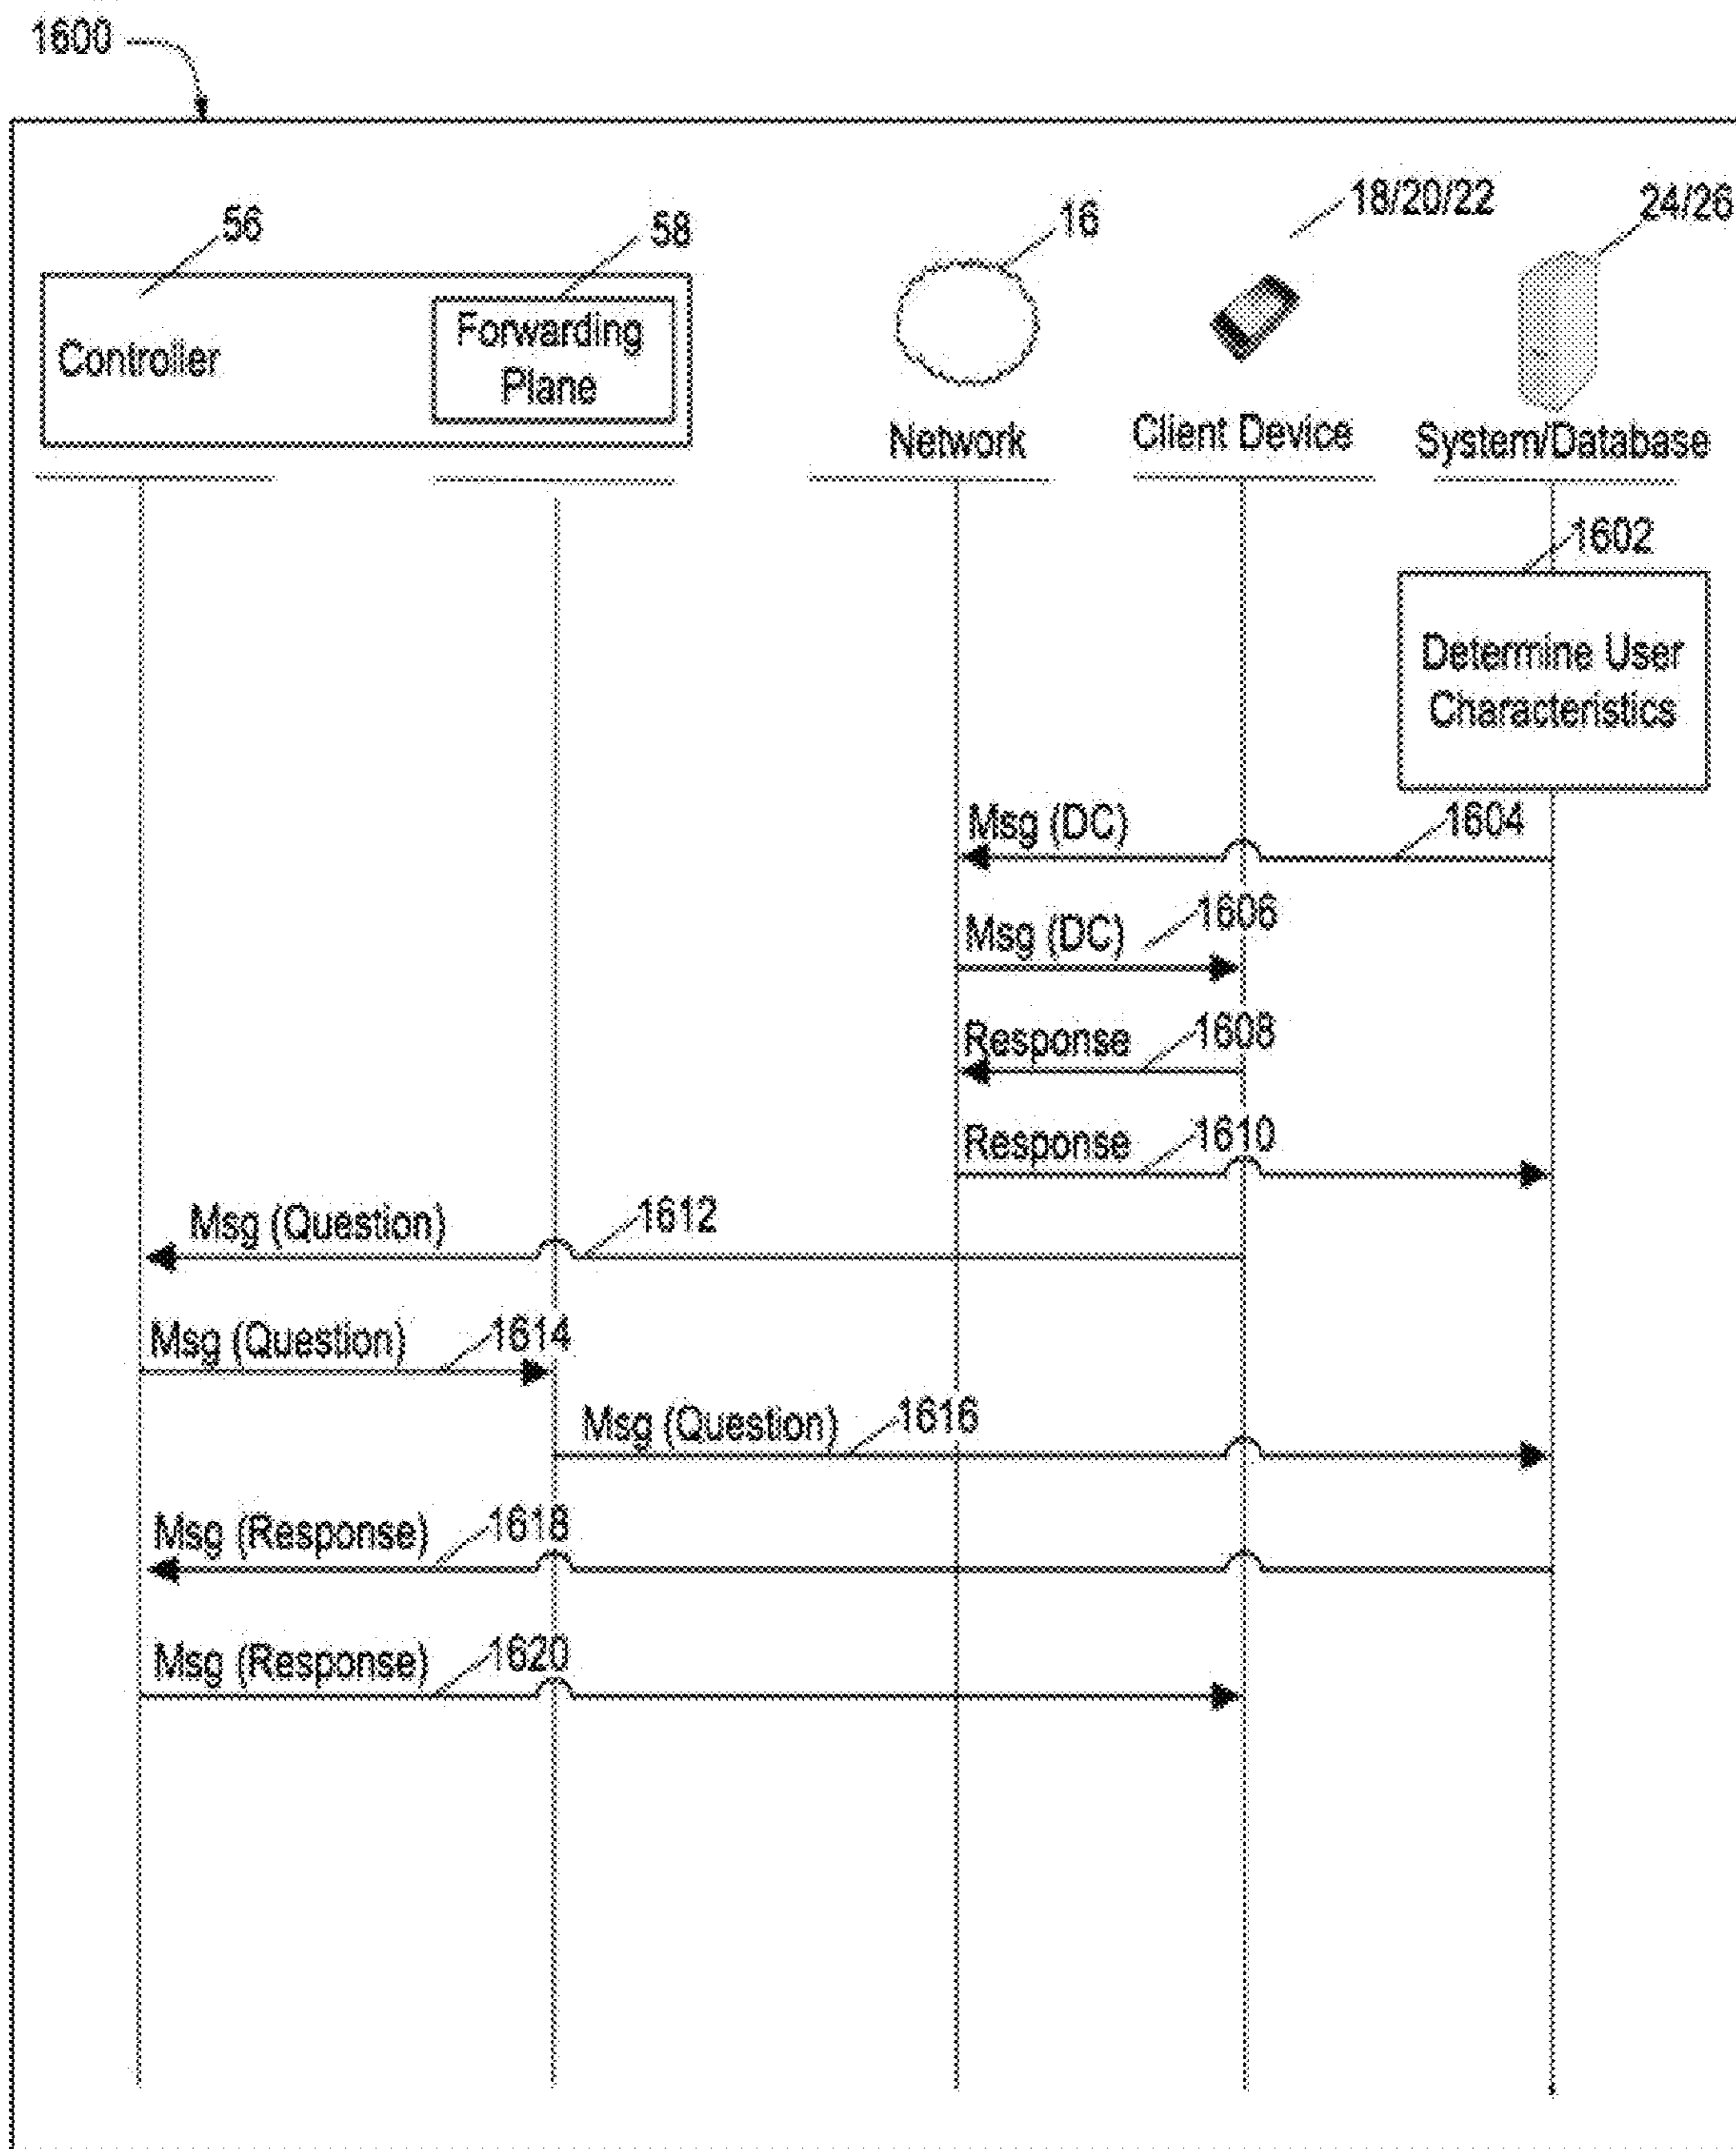 1600
56
58
16
18/20/22
24/26
Controller
Forwarding
Plane
Network
Client Device
System/Database
1602
Determine User
Characteristics
Msg (DC)
1604
Msg (DC)
1606
Response
1608
Response
1610
Msg (Question)
1612
Msg (Question)
1614
Msg (Question)
1616
Msg (Response)
1618
Msg (Response)
1620